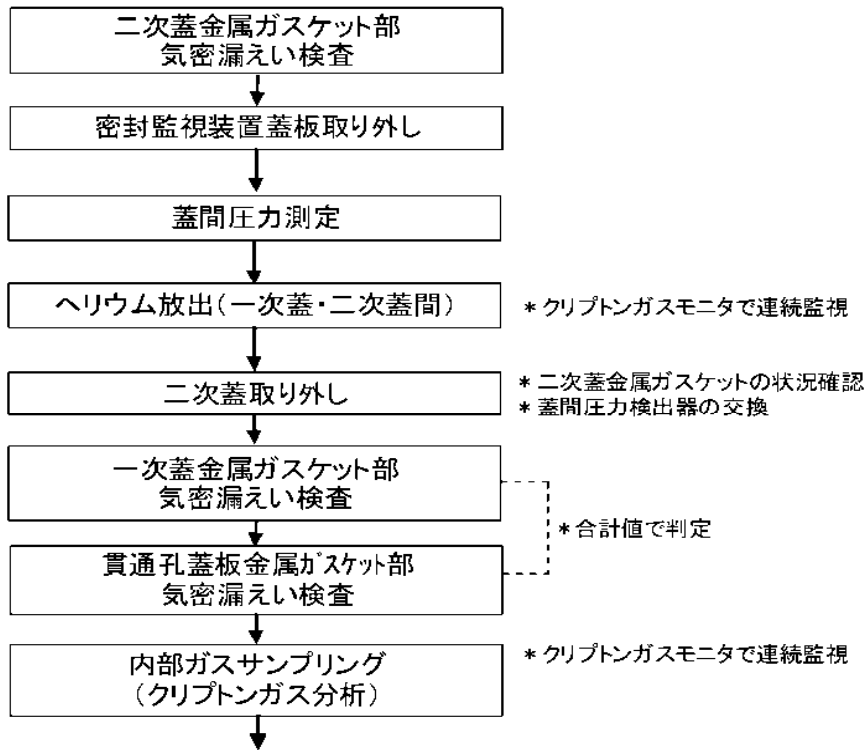 二次蓋金属ガスケット部
気密漏えい検査
密封監視装置蓋板取り外し
蓋間圧力測定
ヘリウム放出(一次蓋・二次蓋間)
*クリプトンガスモニタで連続監視
二次蓋取り外し
*二次蓋金属ガスケットの状況確認
*蓋間圧力検出器の交換
一次蓋金属ガスケット部
気密漏えい検査
*合計値で判定
貫通孔蓋板金属ガスケット部
気密漏えい検査
内部ガスサンプリング
(クリプトンガス分析)
*クリプトンガスモニタで連続監視